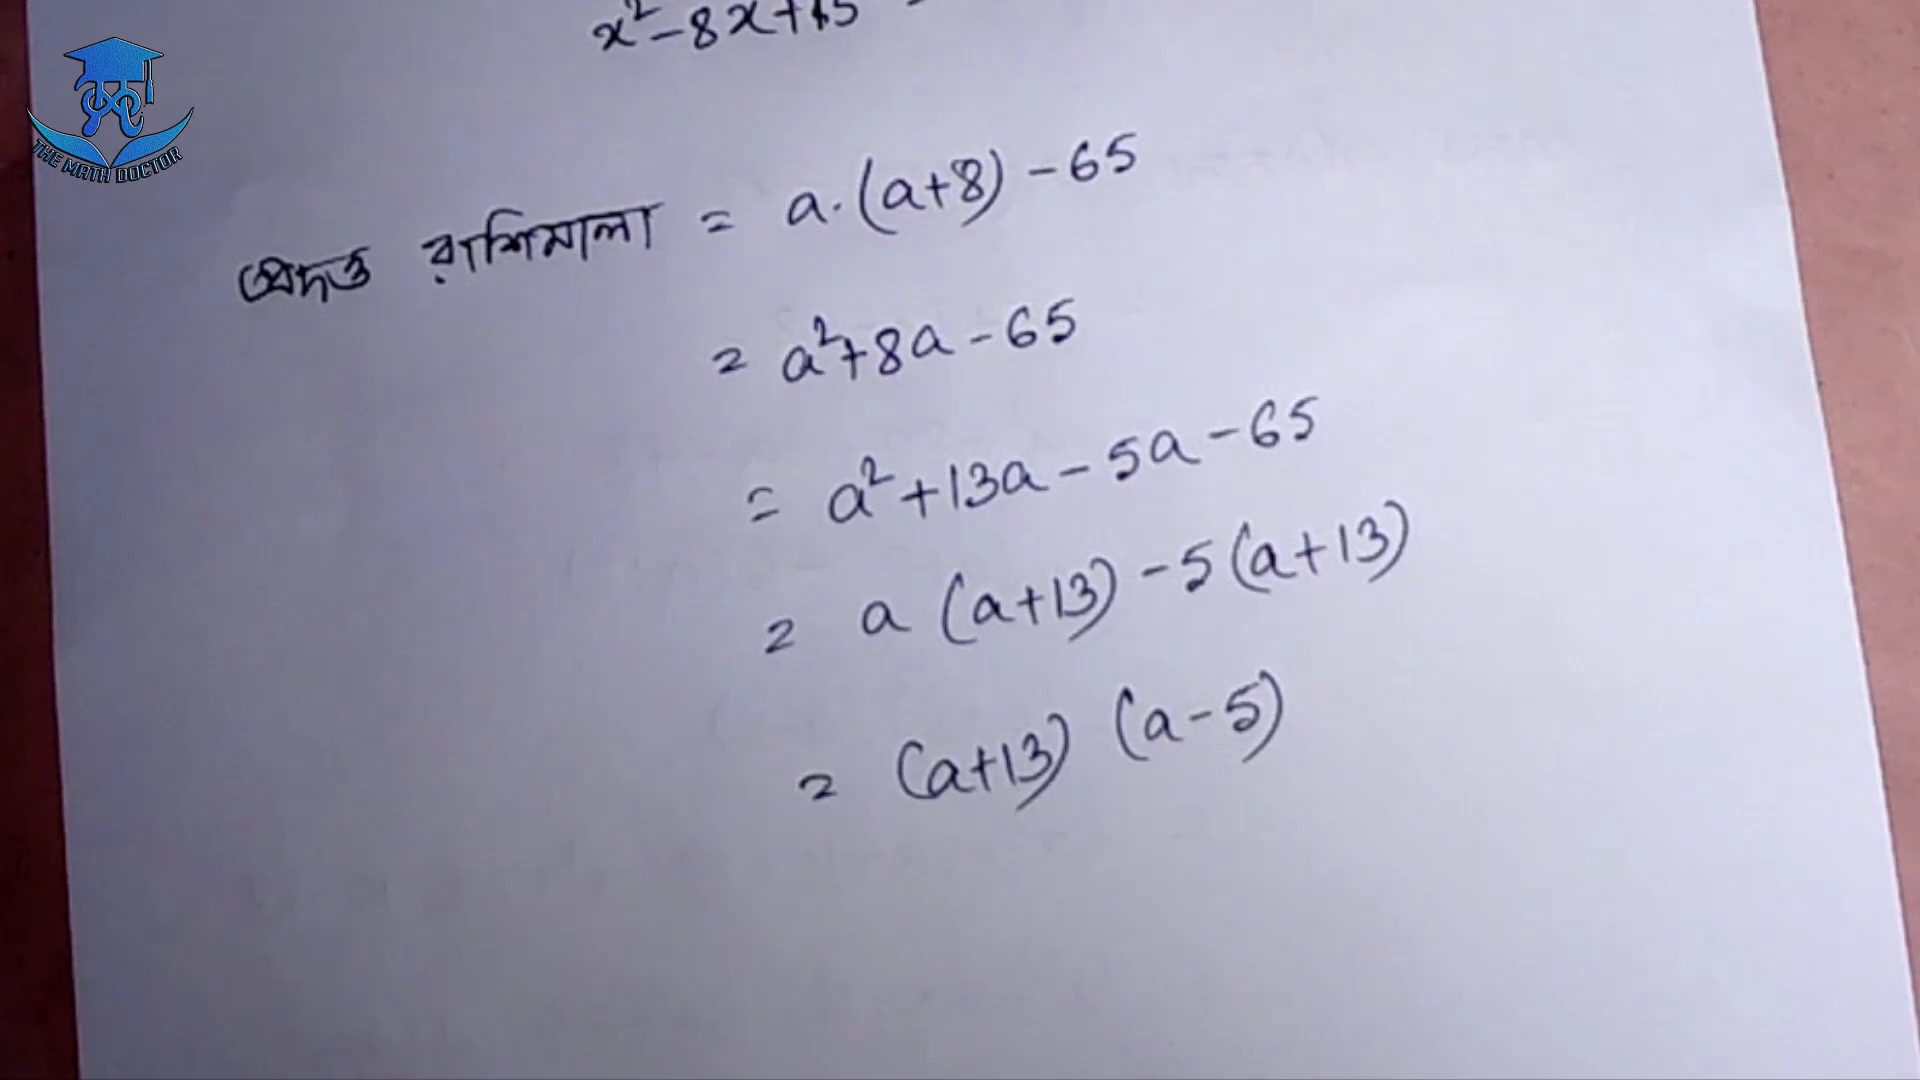 x²-8x+15
THE MATH DOCTOR
প্রদত্ত রাশিমালা = a.(a+8)-65
= a²+8a-65
= a²+13a-5a-65
= a (a+13)-5(a+13)
= (a+13) (a-5)